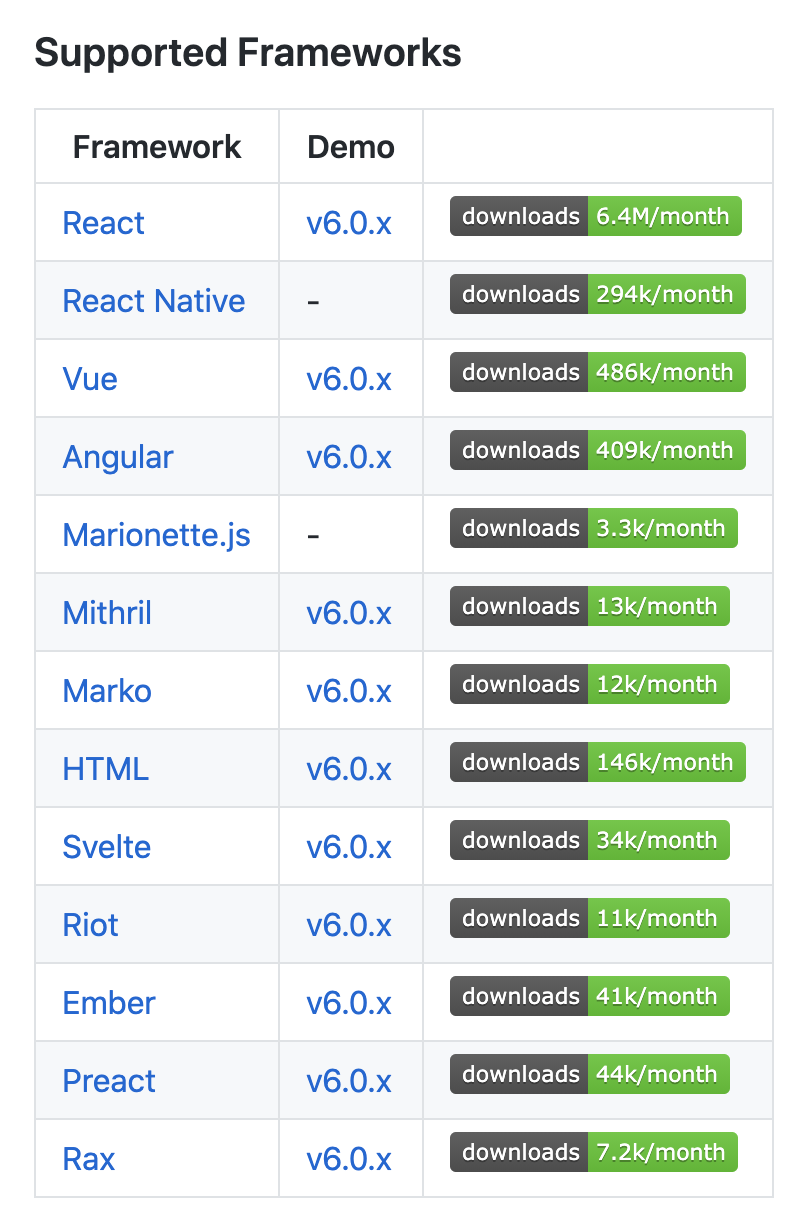 Supported Frameworks
Framework Demo
React v6.0.x downloads 6.4M/month
React Native - downloads 294k/month
Vue v6.0.x downloads 486k/month
Angular v6.0.x downloads 409k/month
Marionette.js - downloads 3.3k/month
Mithril v6.0.x downloads 13k/month
Marko v6.0.x downloads 12k/month
HTML v6.0.x downloads 146k/month
Svelte v6.0.x downloads 34k/month
Riot v6.0.x downloads 11k/month
Ember v6.0.x downloads 41k/month
Preact v6.0.x downloads 44k/month
Rax v6.0.x downloads 7.2k/month